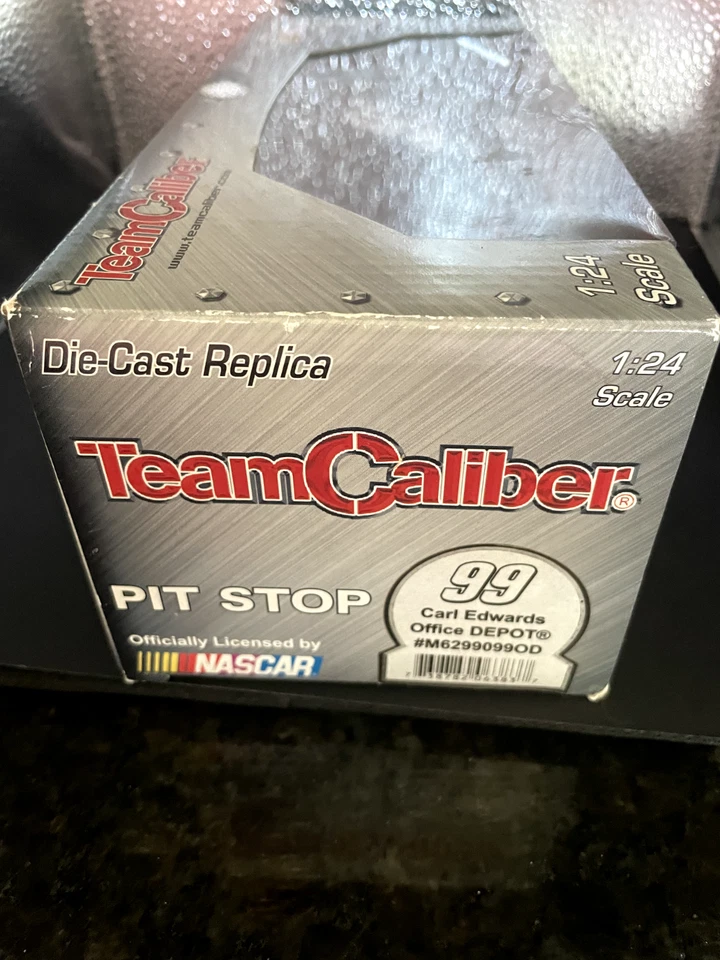 TeamCaliber
www.teamcaliber.com
1:24
Scale
Die-Cast Replica
1:24
Scale
TeamCaliber®
PIT STOP
99
Carl Edwards
Office DEPOT®
#M6299099OD
Officially Licensed by
NASCAR